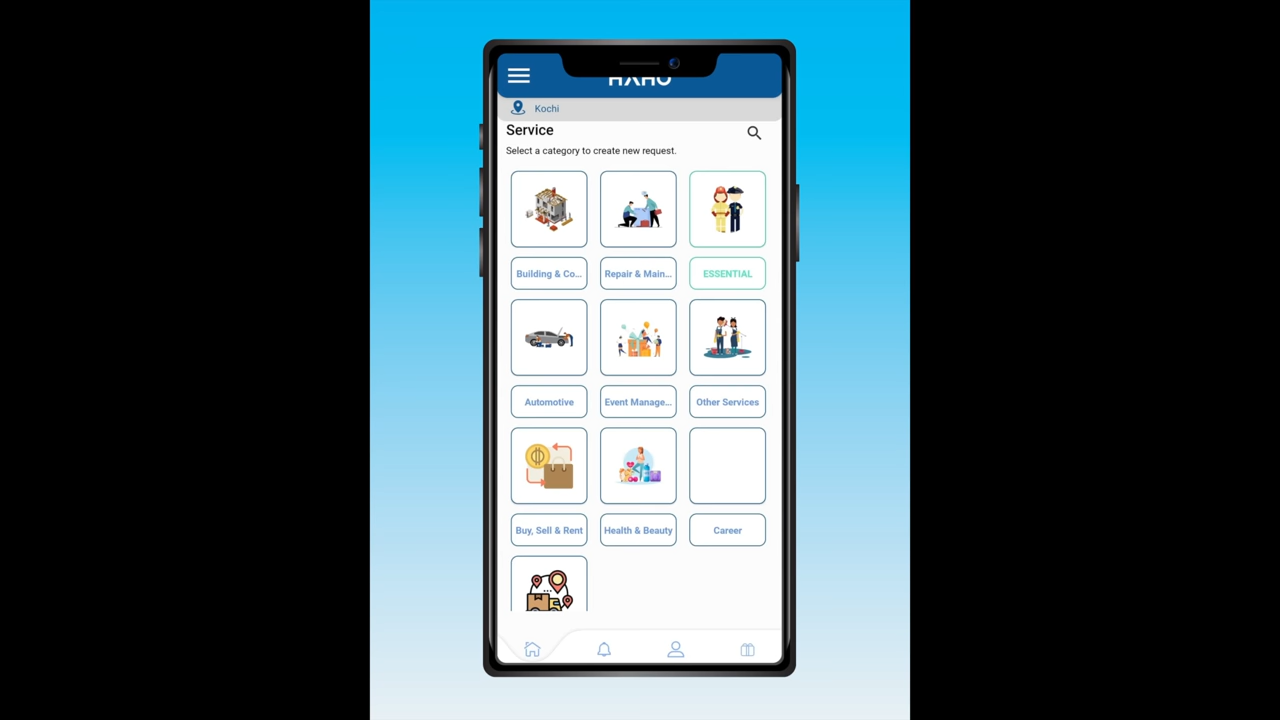 Kochi
Service
Select a category to create new request.
Building & Co...
Repair & Main...
ESSENTIAL
Automotive
Event Manage...
Other Services
Buy, Sell & Rent
Health & Beauty
Career